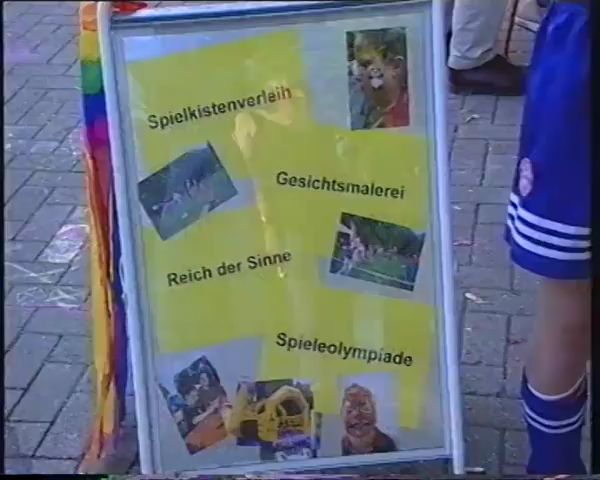 Spielkistenverleih
Gesichtsmalerei
Reich der Sinne
Spieleolympiade